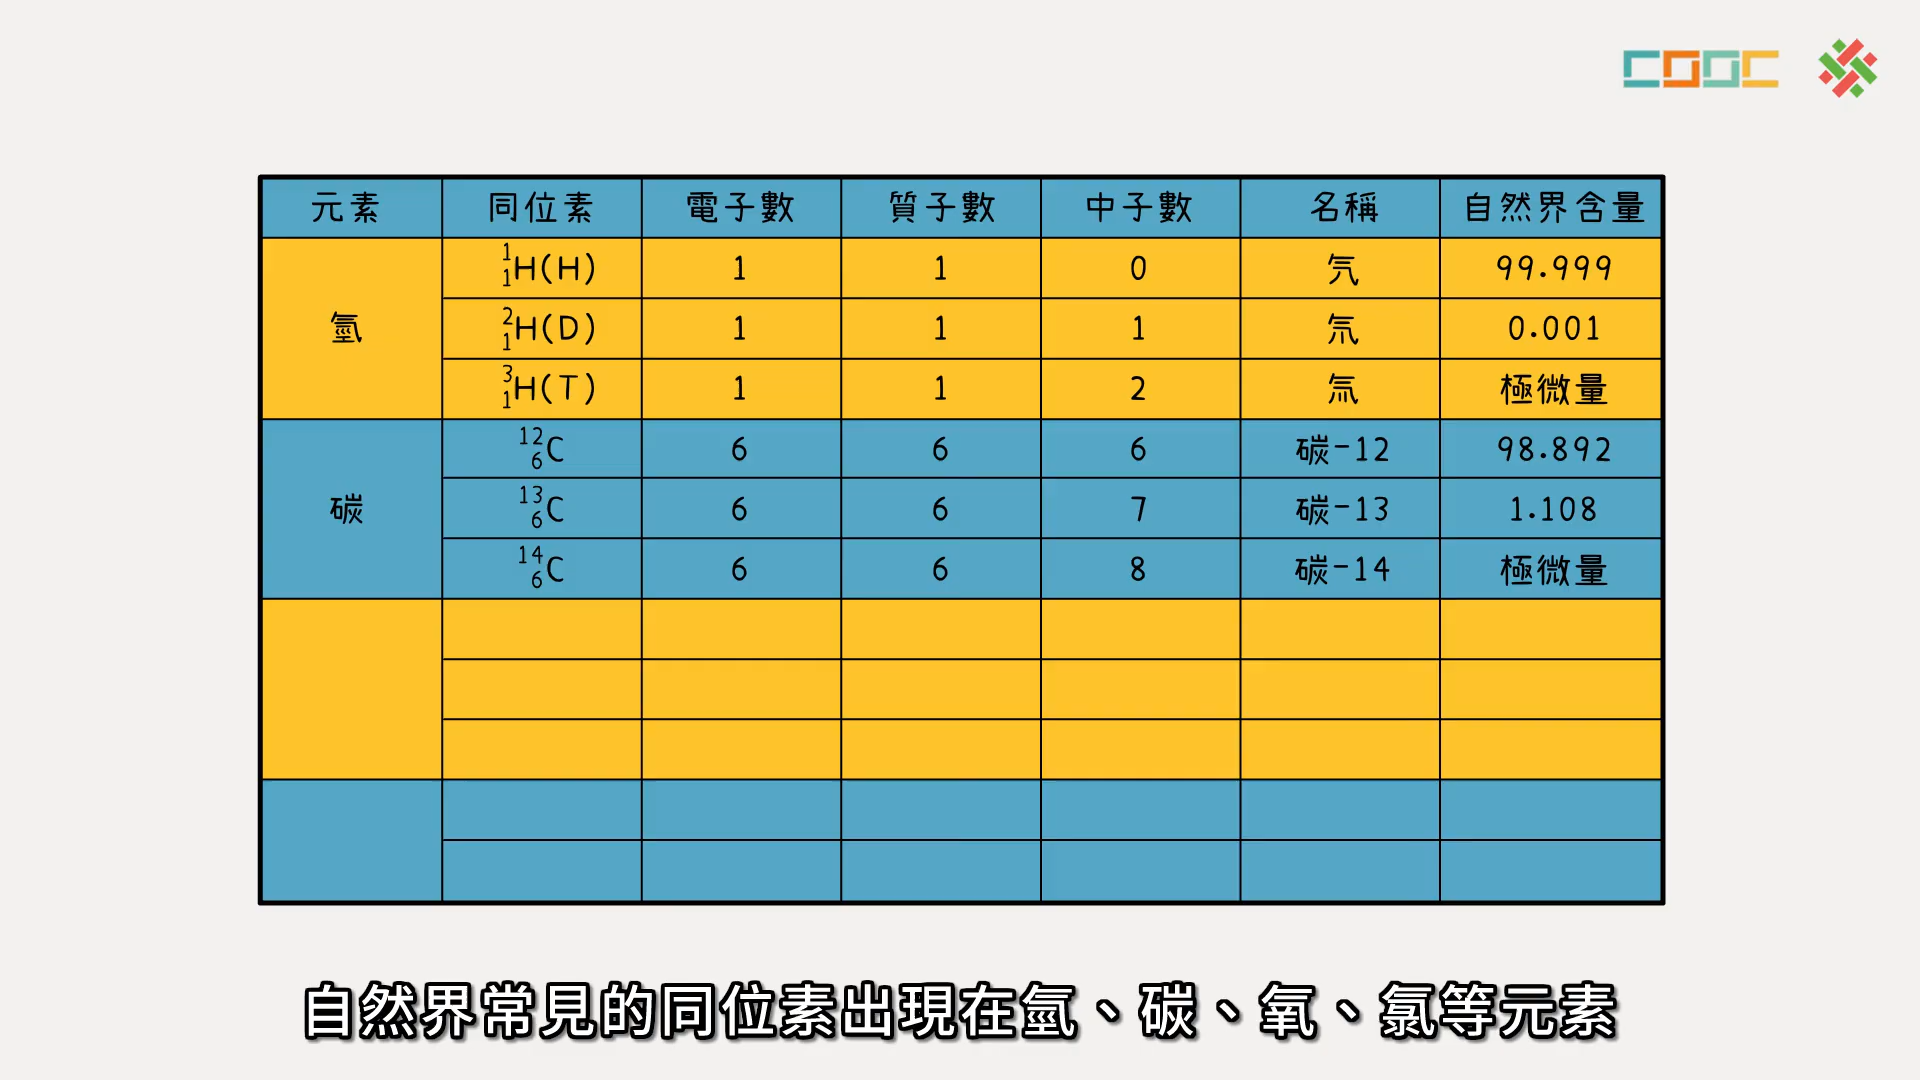 COOC
元素 同位素 電子數 質子數 中子數 名稱 自然界含量
氫 ¹₁H(H) 1 1 0 氕 99.999
²₁H(D) 1 1 1 氘 0.001
³₁H(T) 1 1 2 氚 極微量
碳 ¹²₆C 6 6 6 碳-12 98.892
¹³₆C 6 6 7 碳-13 1.108
¹⁴₆C 6 6 8 碳-14 極微量
自然界常見的同位素出現在氫、碳、氧、氯等元素